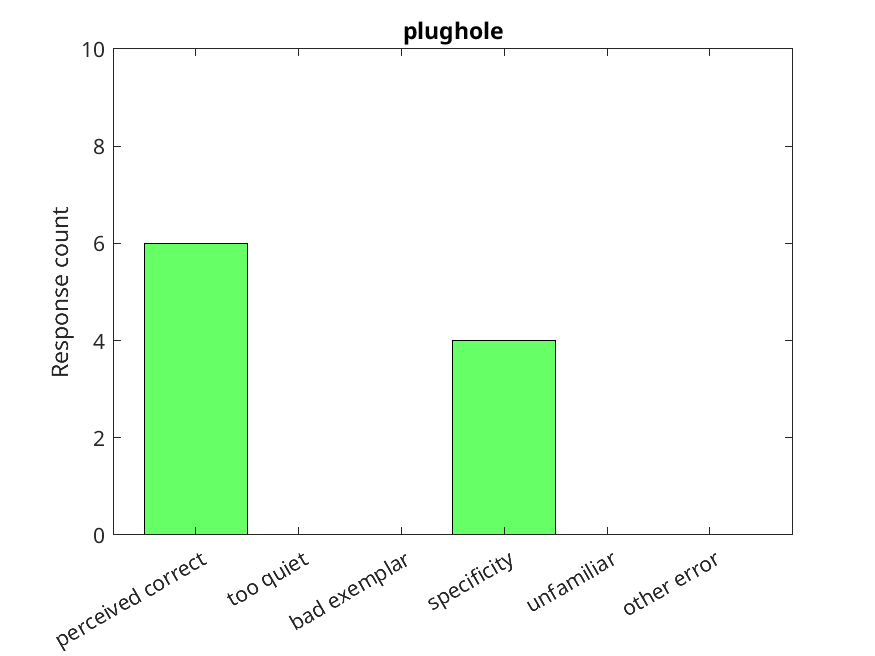 plughole
10
8
6
4
2
0
Response count
perceived correct
too quiet
bad exemplar
specificity
unfamiliar
other error